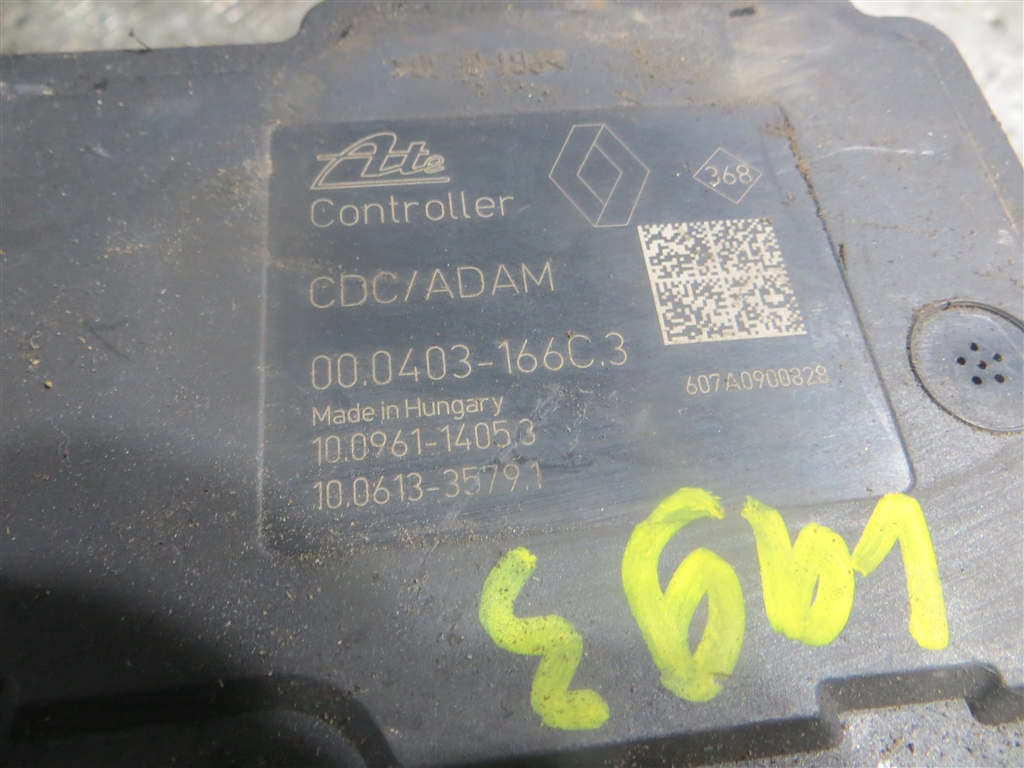 Ate
368
Controller
CDC/ADAM
00.0403-166C.3
607A0900828
Made in Hungary
10.0961-1405.3
10.0613-3579.1